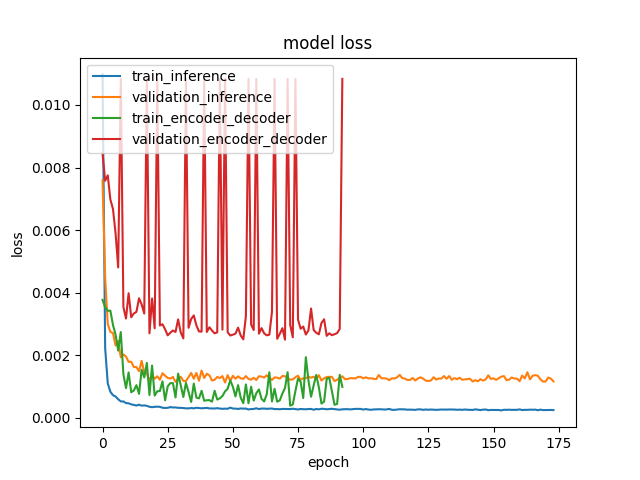 model loss
train_inference
validation_inference
train_encoder_decoder
validation_encoder_decoder
0.010
0.008
0.006
0.004
0.002
0.000
loss
0 25 50 75 100 125 150 175
epoch